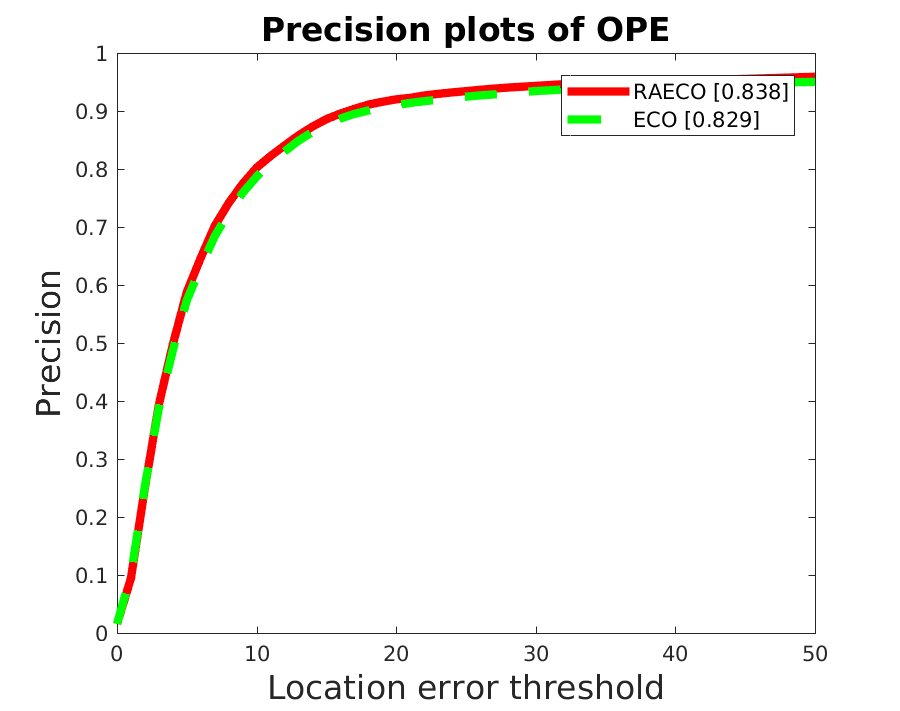 Precision plots of OPE
1
0.9
0.8
0.7
0.6
0.5
0.4
0.3
0.2
0.1
0
Precision
RAECO [0.838]
ECO [0.829]
0 10 20 30 40 50
Location error threshold